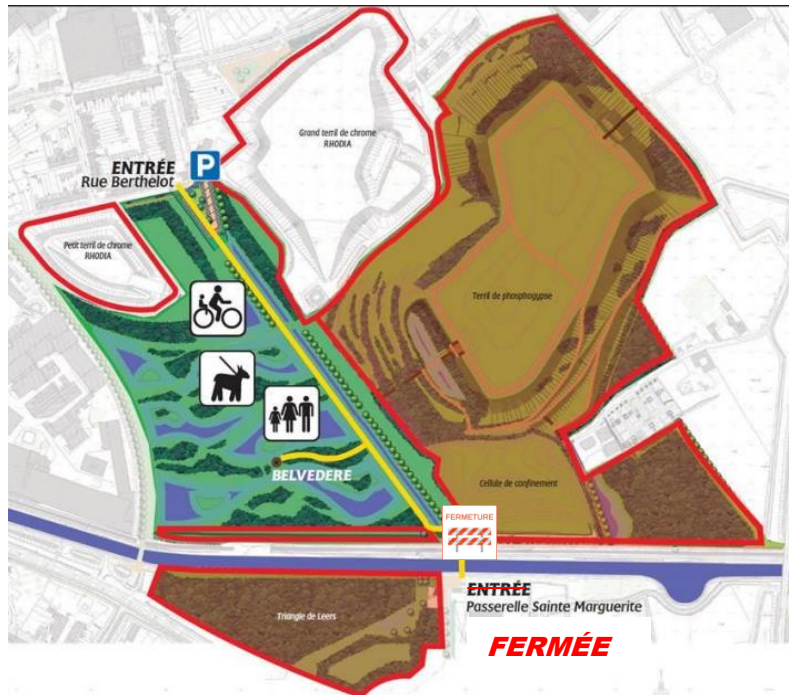 Grand terril de chrome
RHODIA
P
ENTRÉE
Rue Berthelot
Petit terril de chrome
RHODIA
Terril de phosphogypse
BELVEDERE
Cellule de confinement
FERMETURE
ENTRÉE
Passerelle Sainte Marguerite
Triangle de Leers
FERMÉE